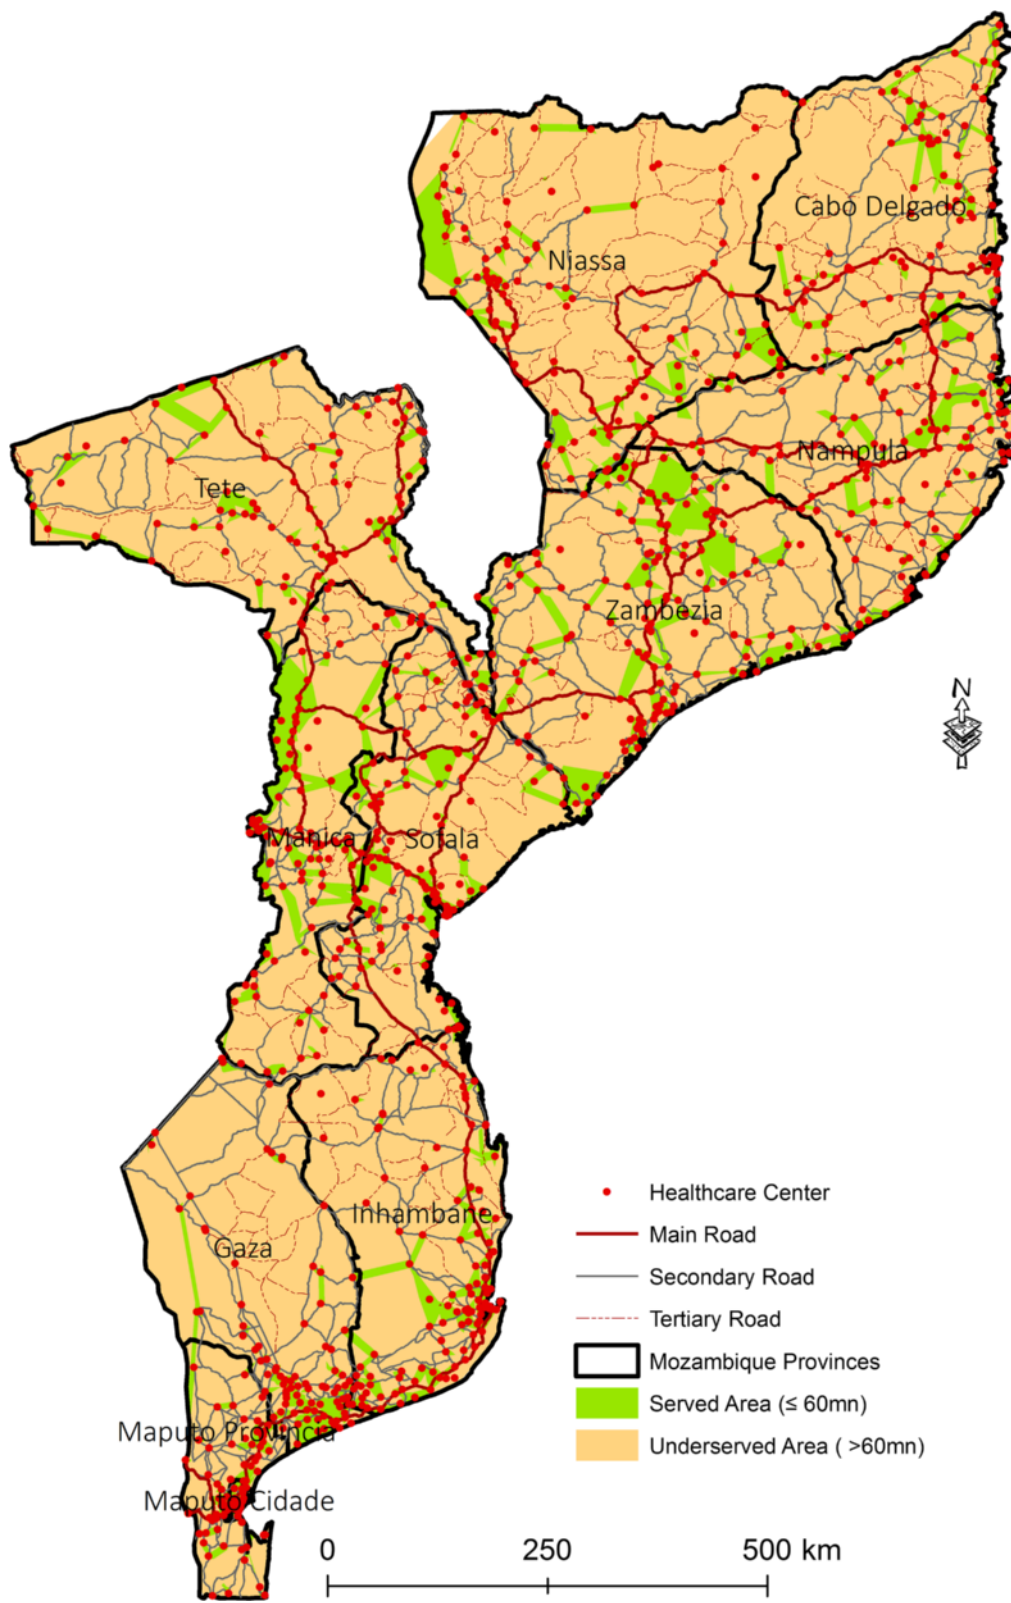 Cabo Delgado
Niassa
Nampula
Tete
Zambezia
N
Manica
Sofala
Healthcare Center
Inhambane
Main Road
Gaza
Secondary Road
Tertiary Road
Mozambique Provinces
Served Area (≤ 60mn)
Maputo Provincia
Underserved Area ( >60mn)
Maputo Cidade
0 250 500 km